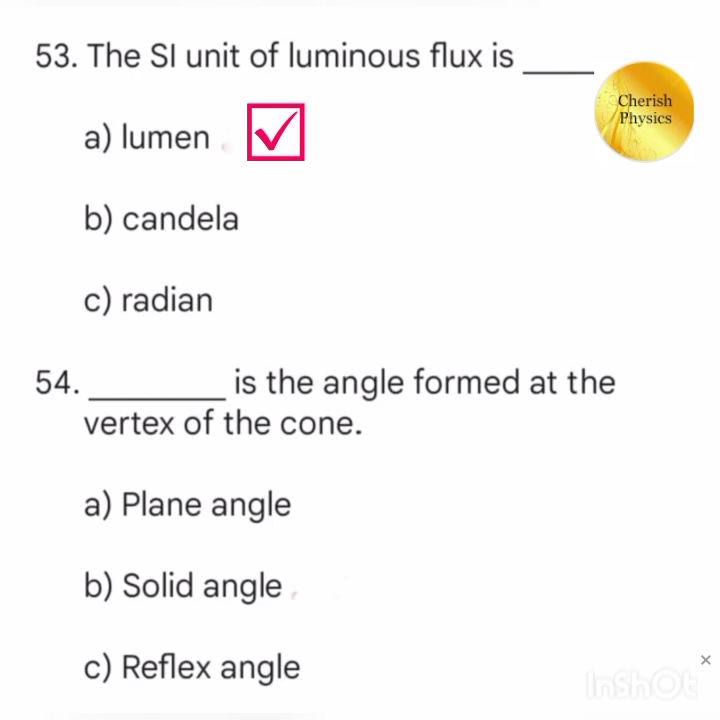 53. The SI unit of luminous flux is _____
Cherish
Physics
a) lumen
b) candela
c) radian
54. _________ is the angle formed at the
vertex of the cone.
a) Plane angle
b) Solid angle
c) Reflex angle
×
InShOt